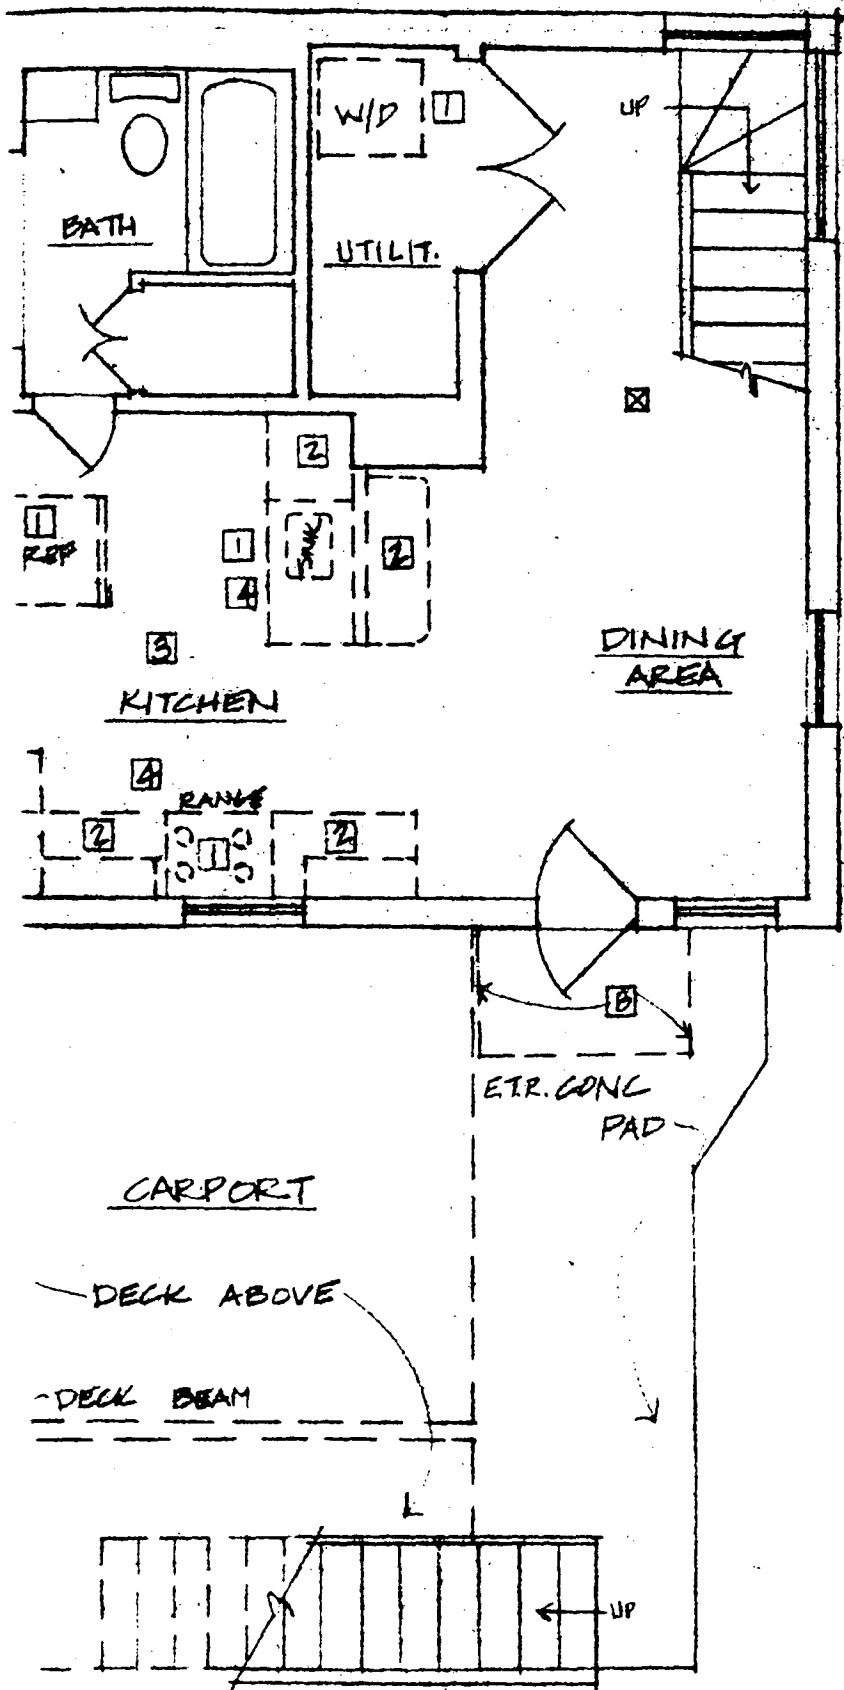 UP
W/D
1
BATH
UTILIT.
2
1
REF
1
SINK
2
4
3
DINING
AREA
KITCHEN
4
RANGE
2
1
2
B
E.T.R. CONC
PAD
CARPORT
DECK ABOVE
DECK BEAM
UP